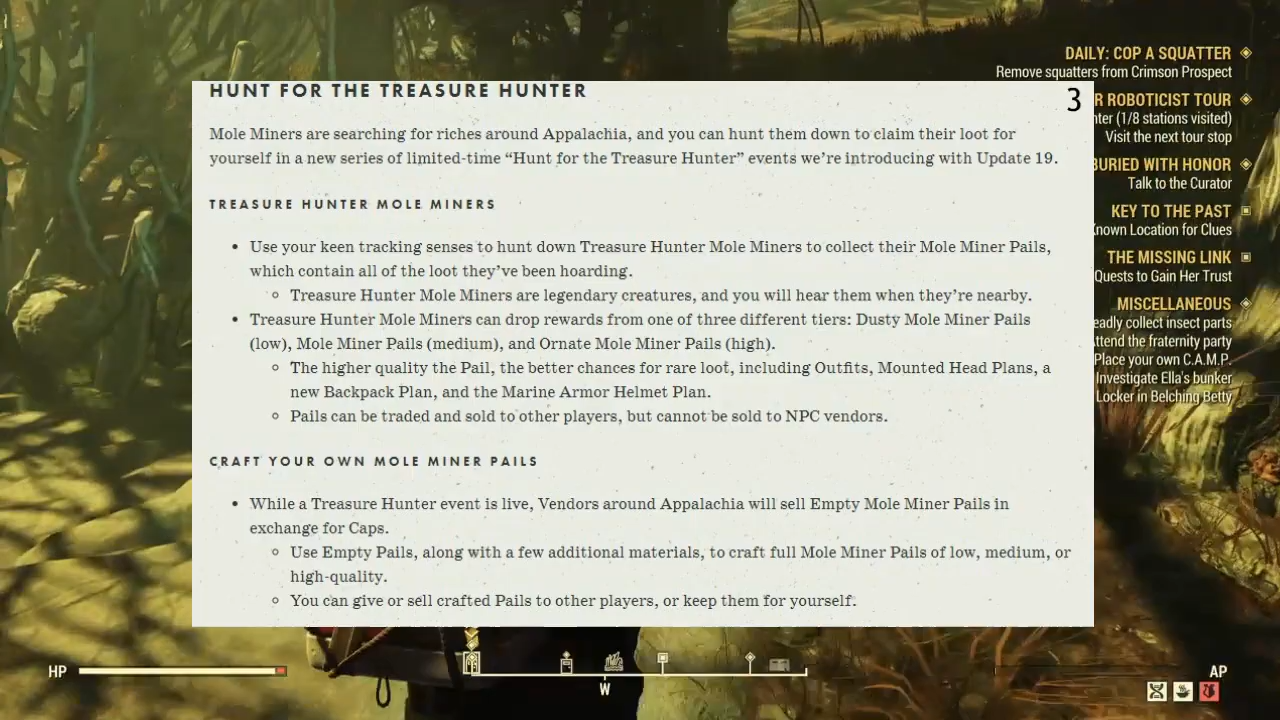 HUNT FOR THE TREASURE HUNTER
3
Mole Miners are searching for riches around Appalachia, and you can hunt them down to claim their loot for
yourself in a new series of limited-time “Hunt for the Treasure Hunter” events we’re introducing with Update 19.
TREASURE HUNTER MOLE MINERS
• Use your keen tracking senses to hunt down Treasure Hunter Mole Miners to collect their Mole Miner Pails,
which contain all of the loot they’ve been hoarding.
◦ Treasure Hunter Mole Miners are legendary creatures, and you will hear them when they’re nearby.
• Treasure Hunter Mole Miners can drop rewards from one of three different tiers: Dusty Mole Miner Pails
(low), Mole Miner Pails (medium), and Ornate Mole Miner Pails (high).
◦ The higher quality the Pail, the better chances for rare loot, including Outfits, Mounted Head Plans, a
new Backpack Plan, and the Marine Armor Helmet Plan.
◦ Pails can be traded and sold to other players, but cannot be sold to NPC vendors.
CRAFT YOUR OWN MOLE MINER PAILS
• While a Treasure Hunter event is live, Vendors around Appalachia will sell Empty Mole Miner Pails in
exchange for Caps.
◦ Use Empty Pails, along with a few additional materials, to craft full Mole Miner Pails of low, medium, or
high-quality.
◦ You can give or sell crafted Pails to other players, or keep them for yourself.
DAILY: COP A SQUATTER
Remove squatters from Crimson Prospect
R ROBOTICIST TOUR
nter (1/8 stations visited)
Visit the next tour stop
BURIED WITH HONOR
Talk to the Curator
KEY TO THE PAST
Known Location for Clues
THE MISSING LINK
Quests to Gain Her Trust
MISCELLANEOUS
eadly collect insect parts
ttend the fraternity party
Place your own C.A.M.P.
Investigate Ella's bunker
Locker in Belching Betty
HP
W
AP